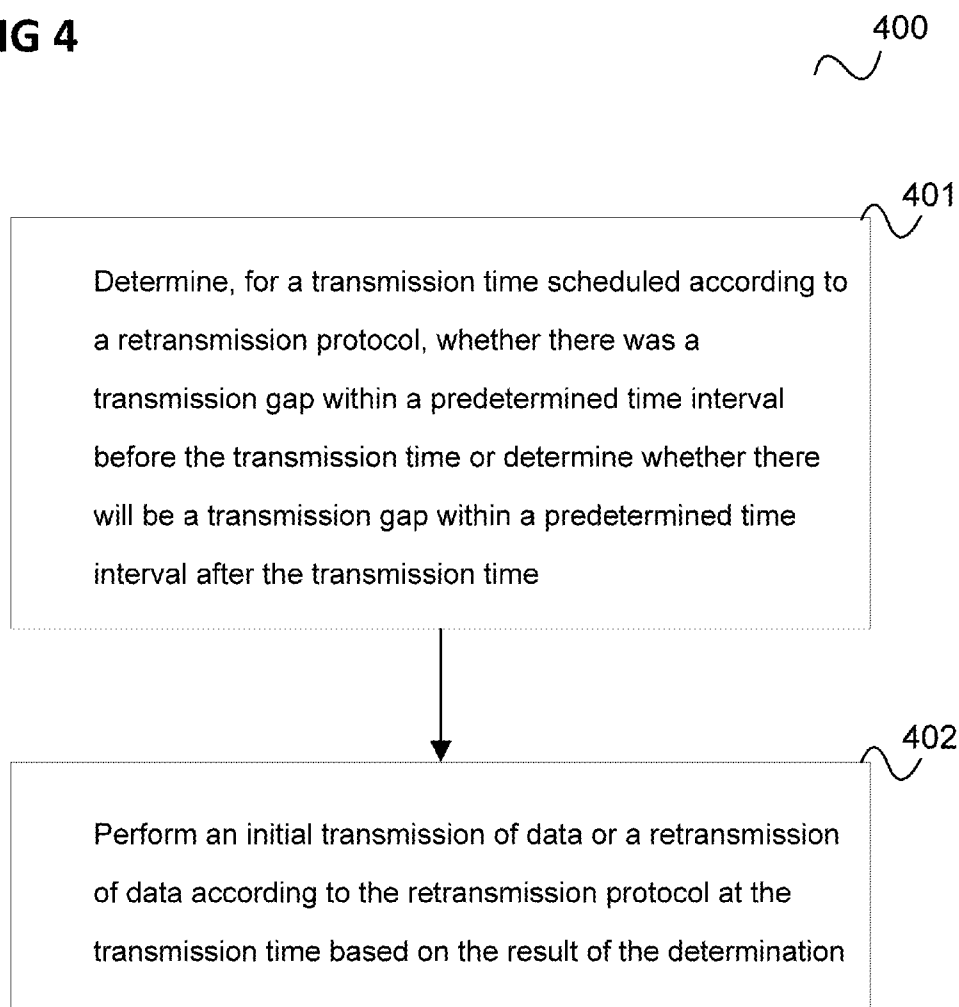 IG 4
400
401
Determine, for a transmission time scheduled according to
a retransmission protocol, whether there was a
transmission gap within a predetermined time interval
before the transmission time or determine whether there
will be a transmission gap within a predetermined time
interval after the transmission time
402
Perform an initial transmission of data or a retransmission
of data according to the retransmission protocol at the
transmission time based on the result of the determination